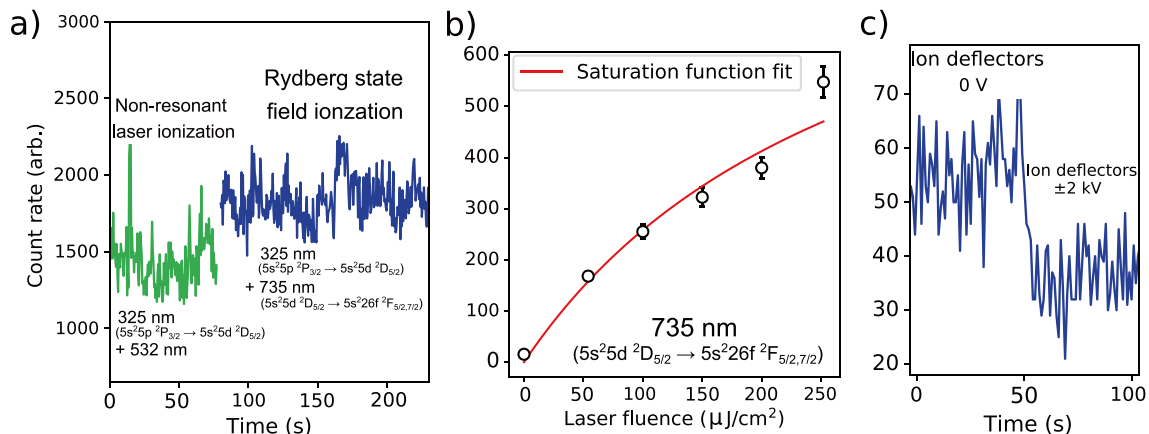 a)
3000
2500
2000
1500
1000
Count rate (arb.)
0
50
100
150
200
Time (s)
Non-resonant
laser ionization
Rydberg state
field ionzation
325 nm
(5s²5p ²P₃/₂ → 5s²5d ²D₅/₂)
+ 532 nm
325 nm
(5s²5p ²P₃/₂ → 5s²5d ²D₅/₂)
+ 735 nm
(5s²5d ²D₅/₂ → 5s²26f ²F₅/₂,₇/₂)
b)
600
500
400
300
200
100
0
Saturation function fit
735 nm
(5s²5d ²D₅/₂ → 5s²26f ²F₅/₂,₇/₂)
0
50
100
150
200
250
Laser fluence (μJ/cm²)
c)
70
60
50
40
30
20
Ion deflectors
0 V
Ion deflectors
±2 kV
0
50
100
Time (s)